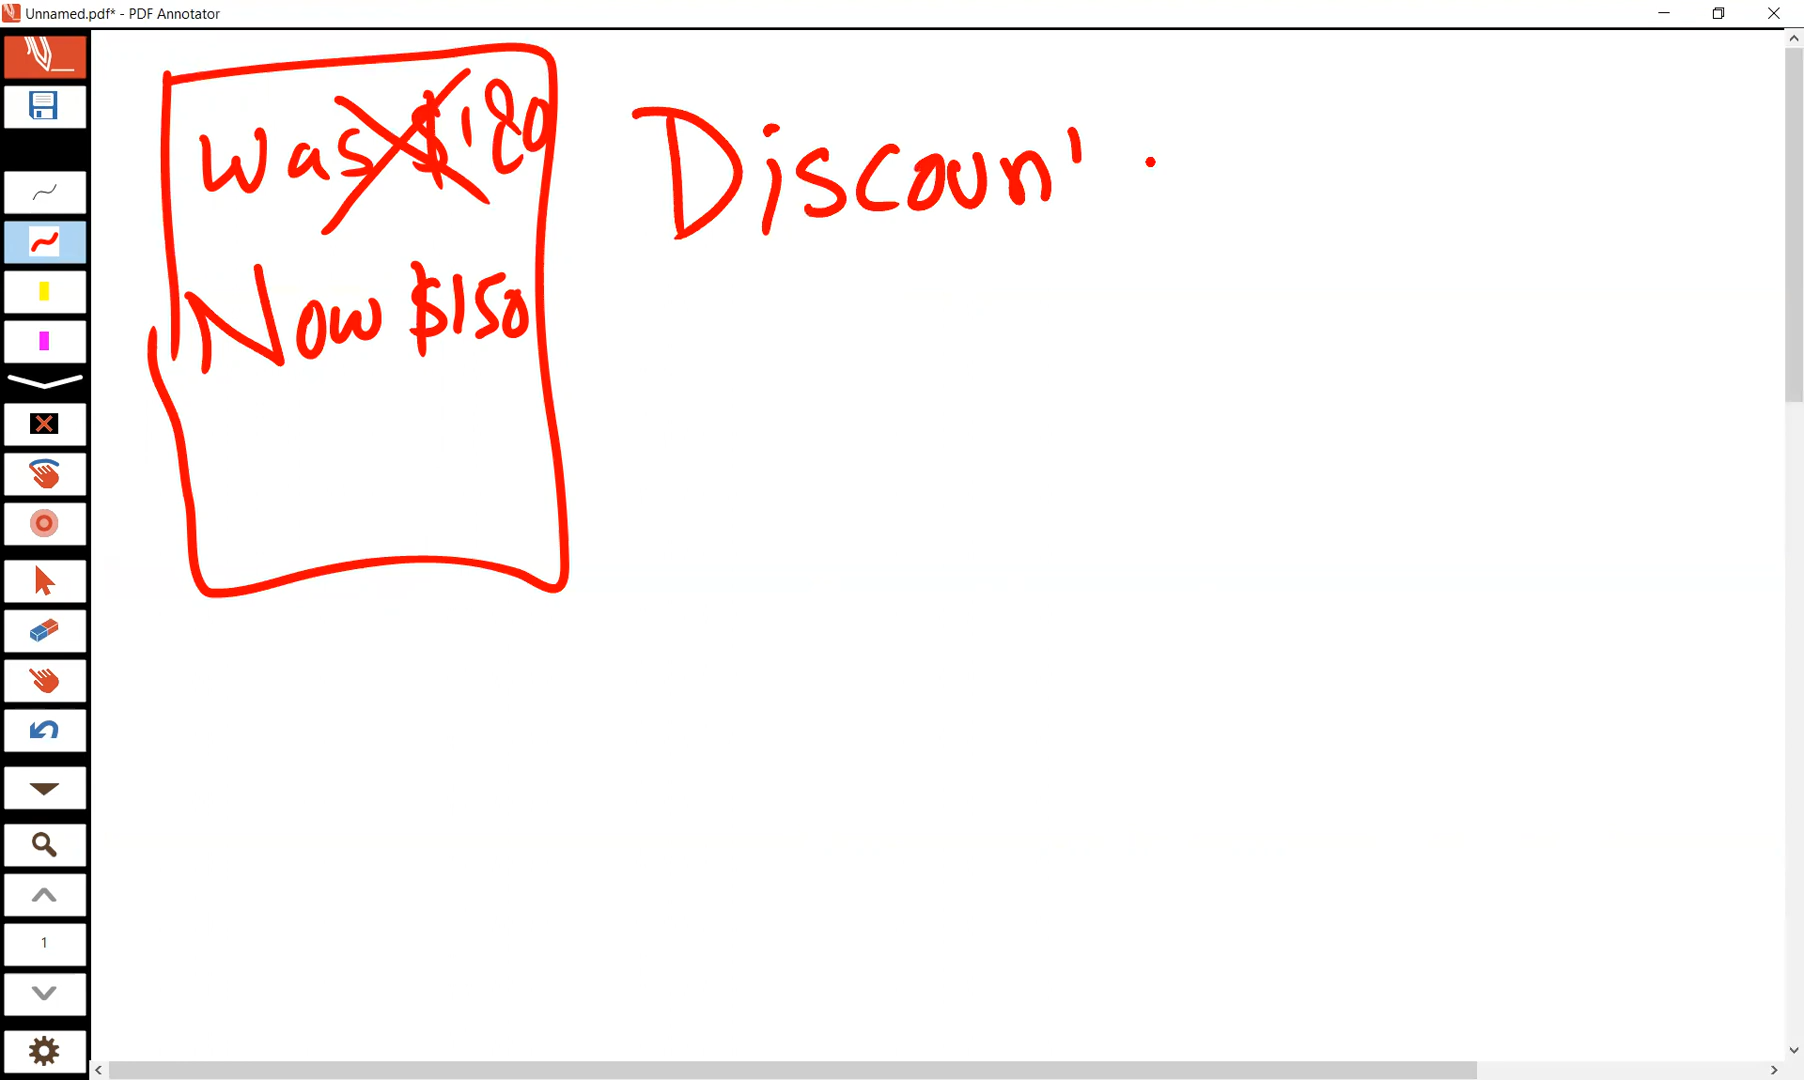 Unnamed.pdf* - PDF Annotator
Was $180
Now $150
Discoun
1